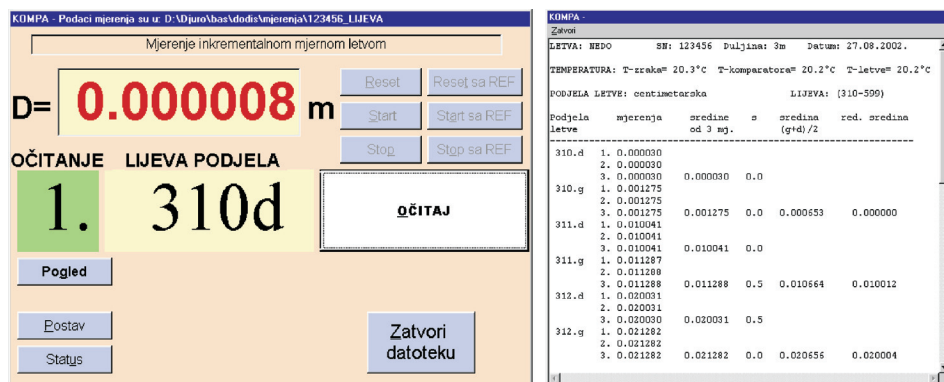 KOMPA - Podaci mjerenja su u: D:\Djuro\bas\dodis\mjerenja\123456_LIJEVA
Mjerenje inkrementalnom mjernom letvom
D= 0.000008 m
Reset Reset sa REF
Start Start sa REF
Stop Stop sa REF
OČITANJE LIJEVA PODJELA
1. 310d OČITAJ
Pogled
Postav
Status
Zatvori
datoteku
KOMPA -
Zatvori
LETVA: NEDO SN: 123456 Duljina: 3m Datum: 27.08.2002.
TEMPERATURA: T-zraka= 20.3°C T-komparatora= 20.2°C T-letve= 20.2°C
PODJELA LETVE: centimetarska LIJEVA: (310-599)
Podjela mjerenja sredine s sredina red. sredina
letve od 3 mj. (g+d)/2
310.d 1. 0.000030
2. 0.000030
3. 0.000030 0.000030 0.0
310.g 1. 0.001275
2. 0.001275
3. 0.001275 0.001275 0.0 0.000653 0.000000
311.d 1. 0.010041
2. 0.010041
3. 0.010041 0.010041 0.0
311.g 1. 0.011287
2. 0.011288
3. 0.011288 0.011288 0.5 0.010664 0.010012
312.d 1. 0.020031
2. 0.020031
3. 0.020030 0.020031 0.5
312.g 1. 0.021282
2. 0.021282
3. 0.021282 0.021282 0.0 0.020656 0.020004